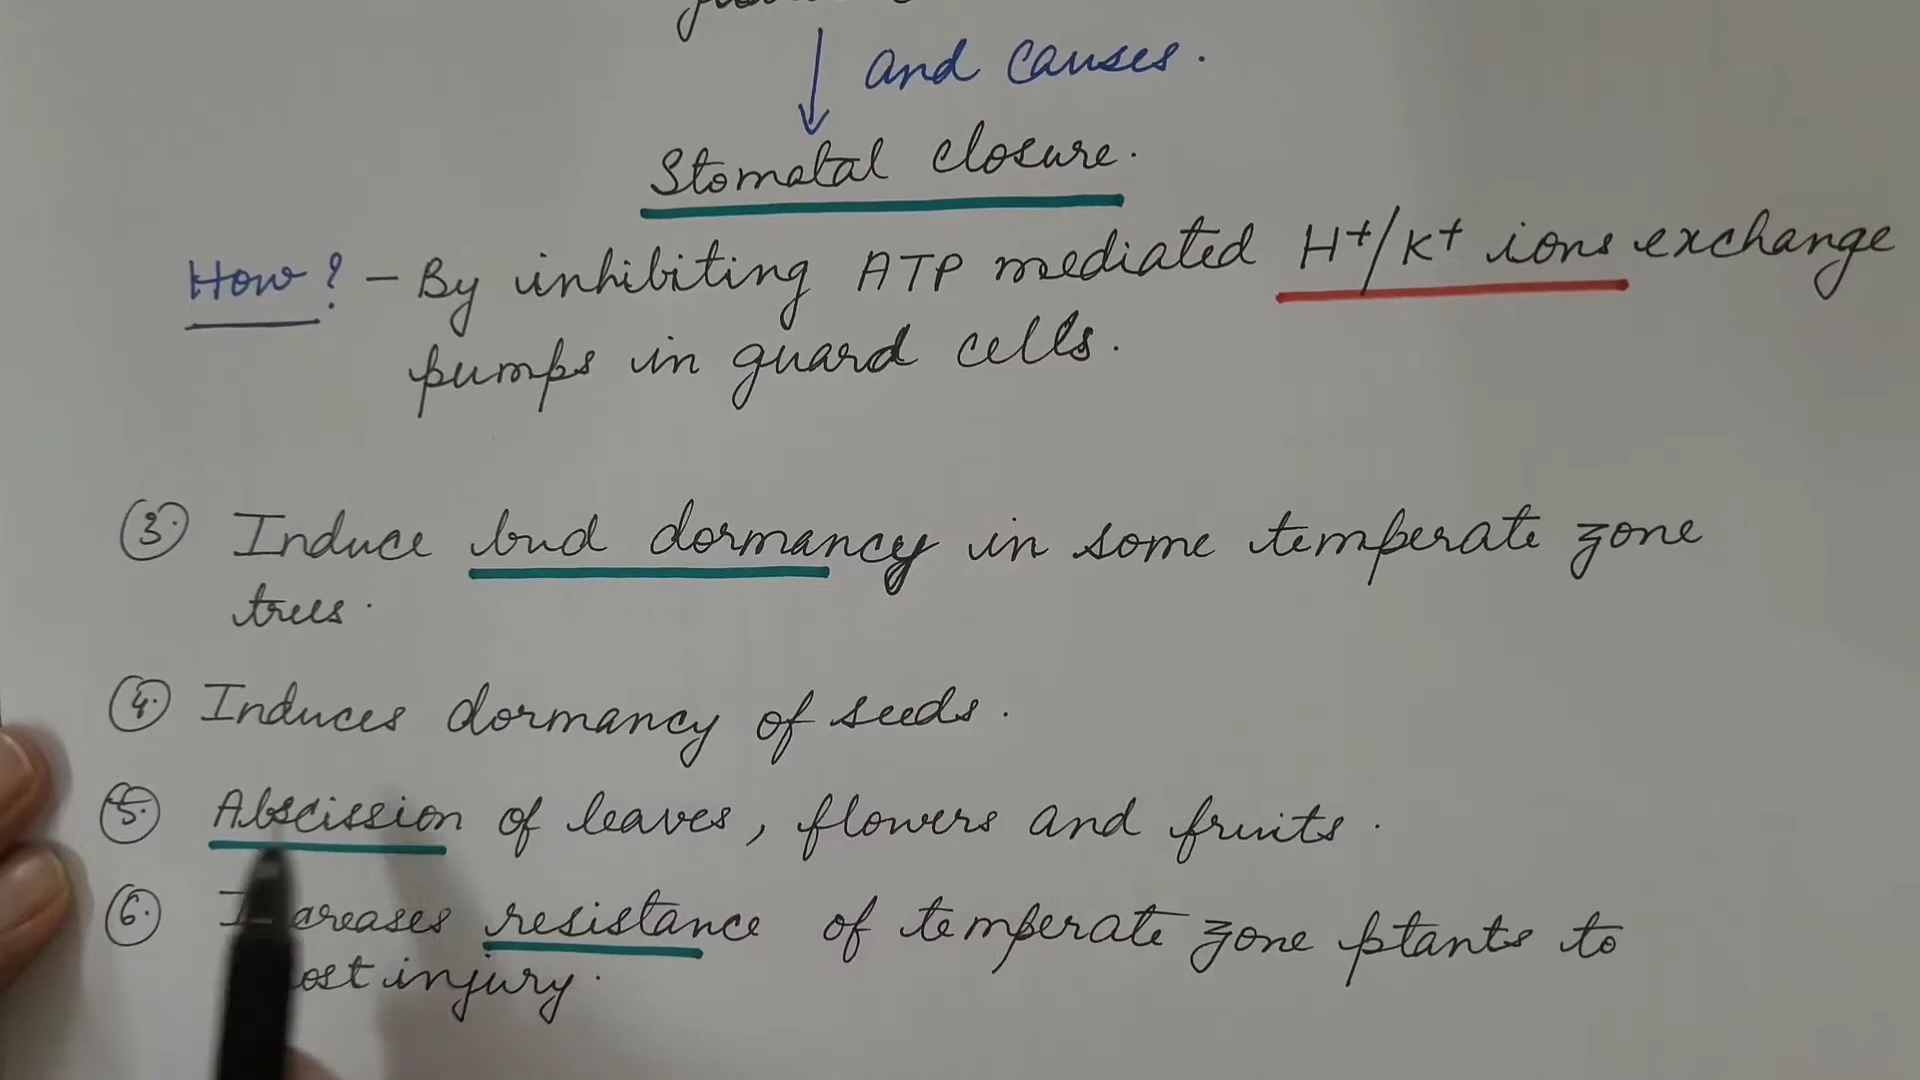 and causes.
Stomatal closure.
How? - By inhibiting ATP mediated H+/K+ ions exchange
pumps in guard cells.
3. Induce bud dormancy in some temperate zone
trees.
4. Induces dormancy of seeds.
5. Abscission of leaves, flowers and fruits.
6. of temperate zone plants to
resistance
injury.